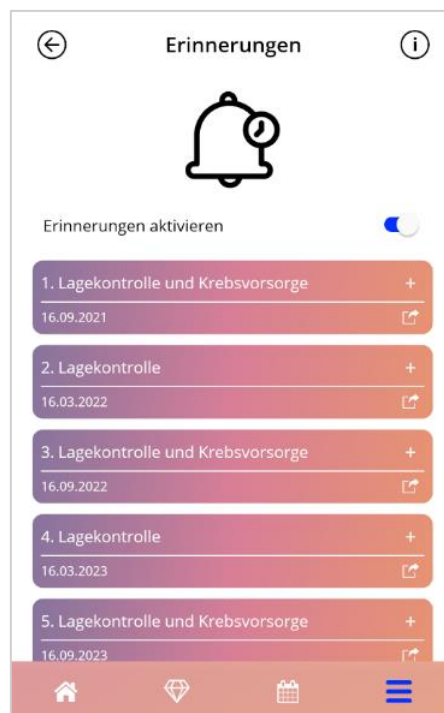 Erinnerungen
Erinnerungen aktivieren
1. Lagekontrolle und Krebsvorsorge
16.09.2021
2. Lagekontrolle
16.03.2022
3. Lagekontrolle und Krebsvorsorge
16.09.2022
4. Lagekontrolle
16.03.2023
5. Lagekontrolle und Krebsvorsorge
16.09.2023